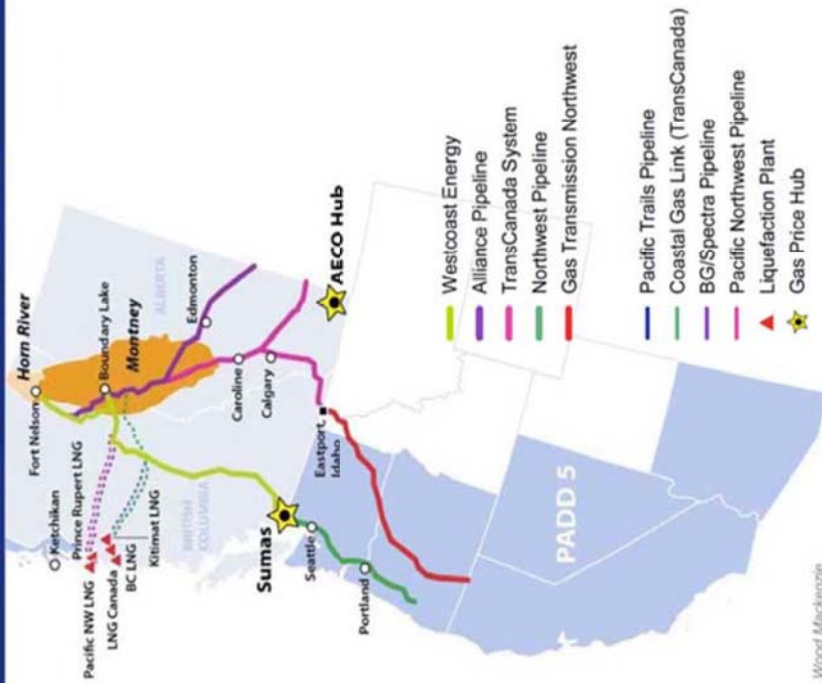 Horn River
Fort Nelson
Boundary Lake
Montney
Ketchikan
Prince Rupert LNG
Pacific NW LNG
LNG Canada
BC LNG
Kitimat LNG
ALBERTA
Edmonton
BRITISH
COLUMBIA
Caroline
Calgary
AECO Hub
Sumas
Eastport,
Idaho
Seattle
Portland
PADD 5
Westcoast Energy
Alliance Pipeline
TransCanada System
Northwest Pipeline
Gas Transmission Northwest
Pacific Trails Pipeline
Coastal Gas Link (TransCanada)
BG/Spectra Pipeline
Pacific Northwest Pipeline
Liquefaction Plant
Gas Price Hub
Wood Mackenzie